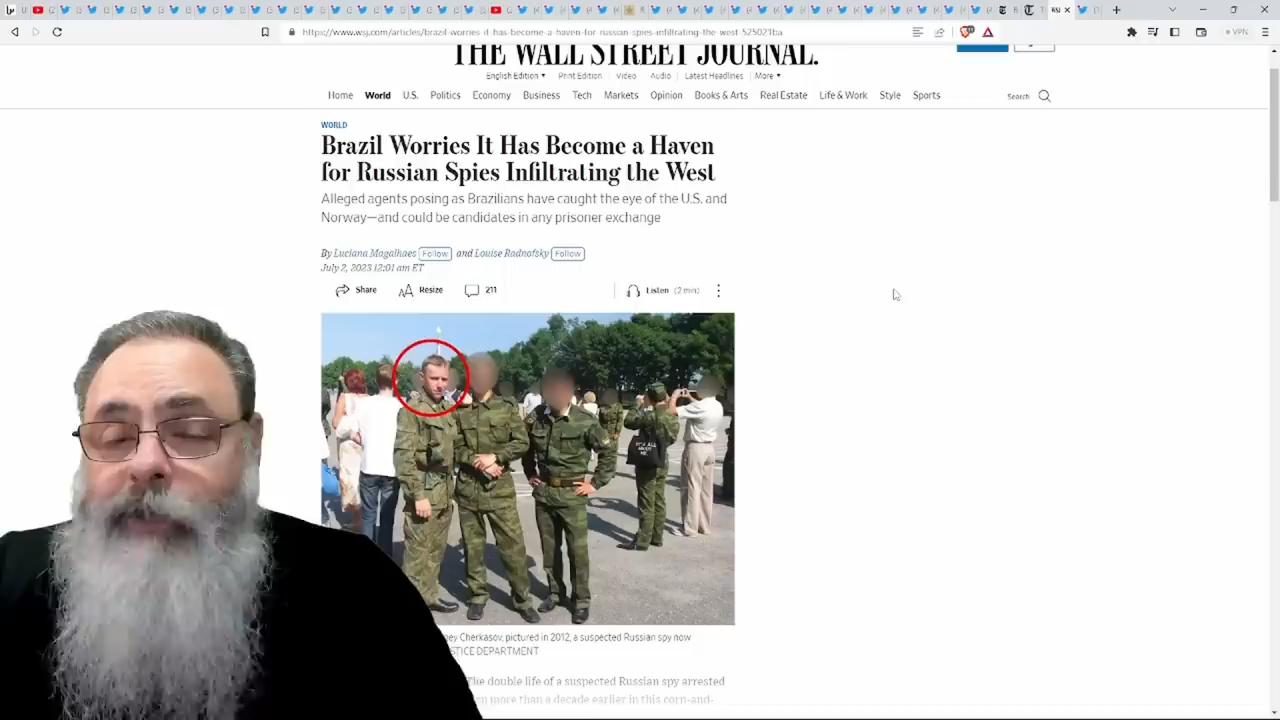 https://www.wsj.com/articles/brazil-worries-it-has-become-a-haven-for-russian-spies-infiltrating-the-west-525021ba
VPN
THE WALL STREET JOURNAL.
English Edition Print Edition Video Audio Latest Headlines More
Home World U.S. Politics Economy Business Tech Markets Opinion Books & Arts Real Estate Life & Work Style Sports Search
WORLD
Brazil Worries It Has Become a Haven
for Russian Spies Infiltrating the West
Alleged agents posing as Brazilians have caught the eye of the U.S. and
Norway—and could be candidates in any prisoner exchange
By Luciana Magalhaes Follow and Louise Radnofsky Follow
July 2, 2023 12:01 am ET
Share Resize 211 Listen (2 min)
ey Cherkasov, pictured in 2012, a suspected Russian spy now
STICE DEPARTMENT
The double life of a suspected Russian spy arrested
more than a decade earlier in this corn-and-